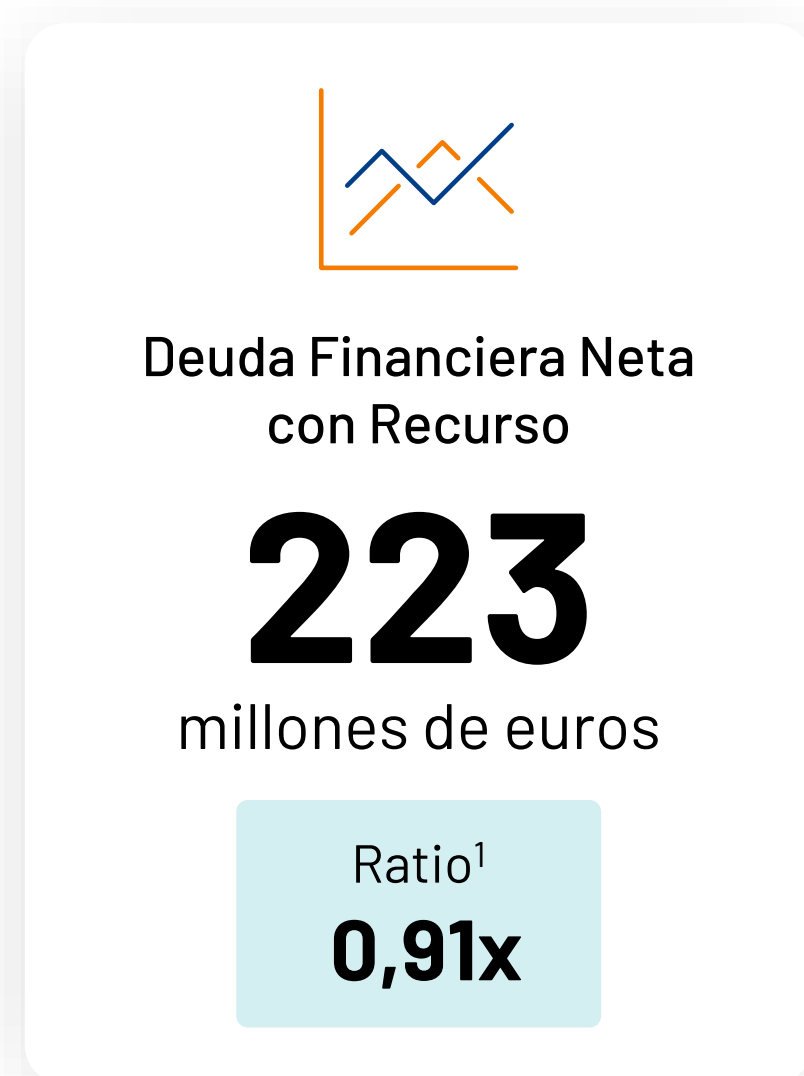 Deuda Financiera Neta
con Recurso
223
millones de euros
Ratio¹
0,91x